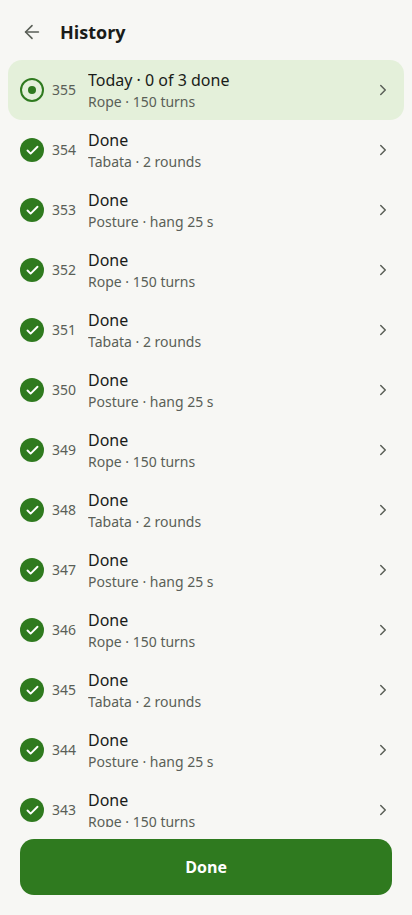 History
355
Today · 0 of 3 done
Rope · 150 turns
354
Done
Tabata · 2 rounds
353
Done
Posture · hang 25 s
352
Done
Rope · 150 turns
351
Done
Tabata · 2 rounds
350
Done
Posture · hang 25 s
349
Done
Rope · 150 turns
348
Done
Tabata · 2 rounds
347
Done
Posture · hang 25 s
346
Done
Rope · 150 turns
345
Done
Tabata · 2 rounds
344
Done
Posture · hang 25 s
343
Done
Rope · 150 turns
Done